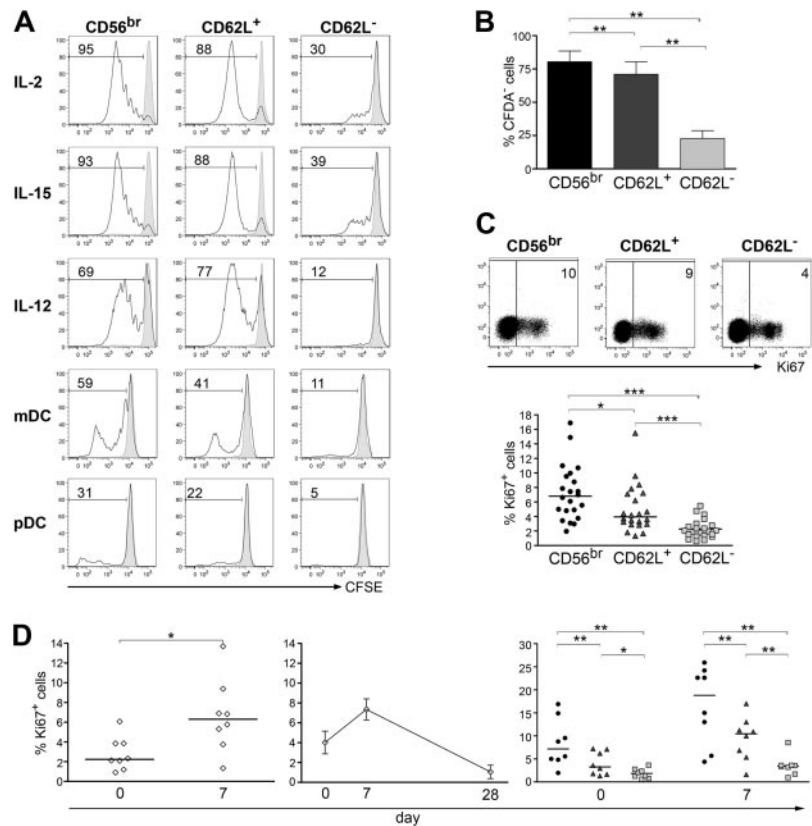 A
CD56br CD62L+ CD62L-
IL-2 95 88 30
IL-15 93 88 39
IL-12 69 77 12
mDC 59 41 11
pDC 31 22 5
CFSE
B
** ** **
% CFDA- cells
100
75
50
25
0
CD56br CD62L+ CD62L-
C
CD56br CD62L+ CD62L-
10 9 4
Ki67
*** * ***
% Ki67+ cells
18
16
14
12
10
8
6
4
2
0
CD56br CD62L+ CD62L-
D
% Ki67+ cells
*
14
12
10
8
6
4
2
0
0 7
14
12
10
8
6
4
2
0
0 7 28
** ** * ** ** **
30
25
20
15
10
5
0
0 7
day